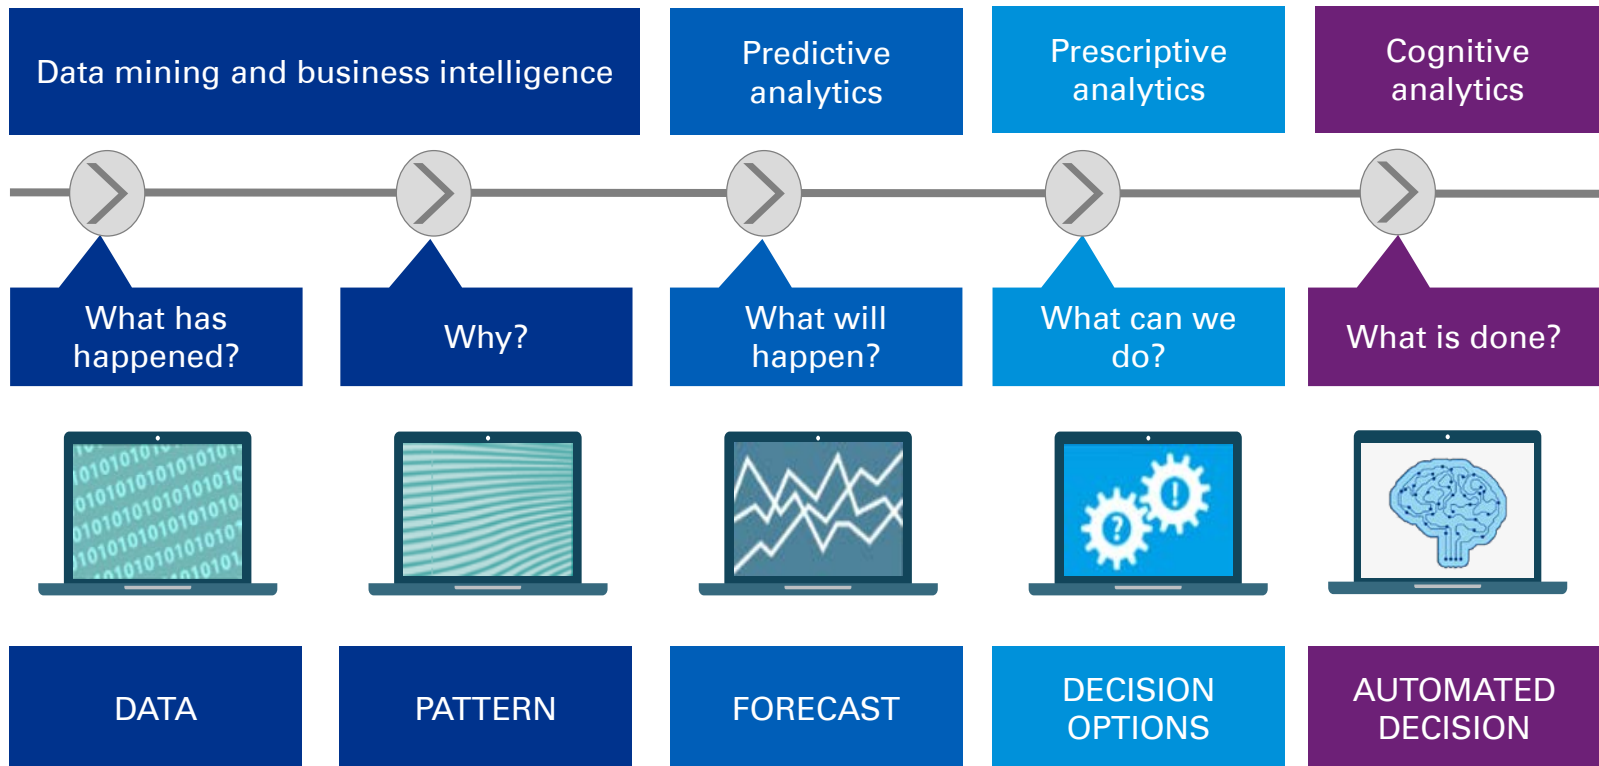 Data mining and business intelligence
Predictive
analytics
Prescriptive
analytics
Cognitive
analytics
What has
happened?
Why?
What will
happen?
What can we
do?
What is done?
?
!
DATA
PATTERN
FORECAST
DECISION
OPTIONS
AUTOMATED
DECISION